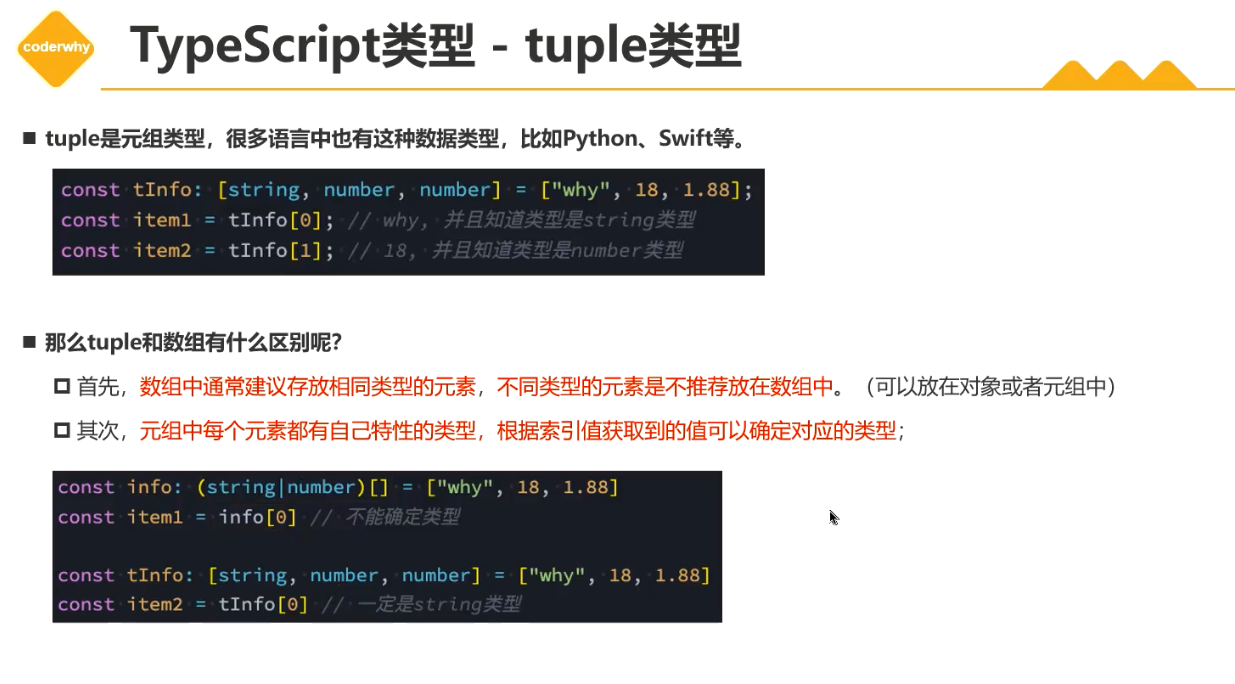 coderwhy
TypeScript类型 - tuple类型
■ tuple是元组类型，很多语言中也有这种数据类型，比如Python、Swift等。
const tInfo: [string, number, number] = ["why", 18, 1.88];
const item1 = tInfo[0]; // why, 并且知道类型是string类型
const item2 = tInfo[1]; // 18, 并且知道类型是number类型
■ 那么tuple和数组有什么区别呢？
首先，数组中通常建议存放相同类型的元素，不同类型的元素是不推荐放在数组中。（可以放在对象或者元组中）
其次，元组中每个元素都有自己特性的类型，根据索引值获取到的值可以确定对应的类型；
const info: (string|number)[] = ["why", 18, 1.88]
const item1 = info[0] // 不能确定类型
const tInfo: [string, number, number] = ["why", 18, 1.88]
const item2 = tInfo[0] // 一定是string类型